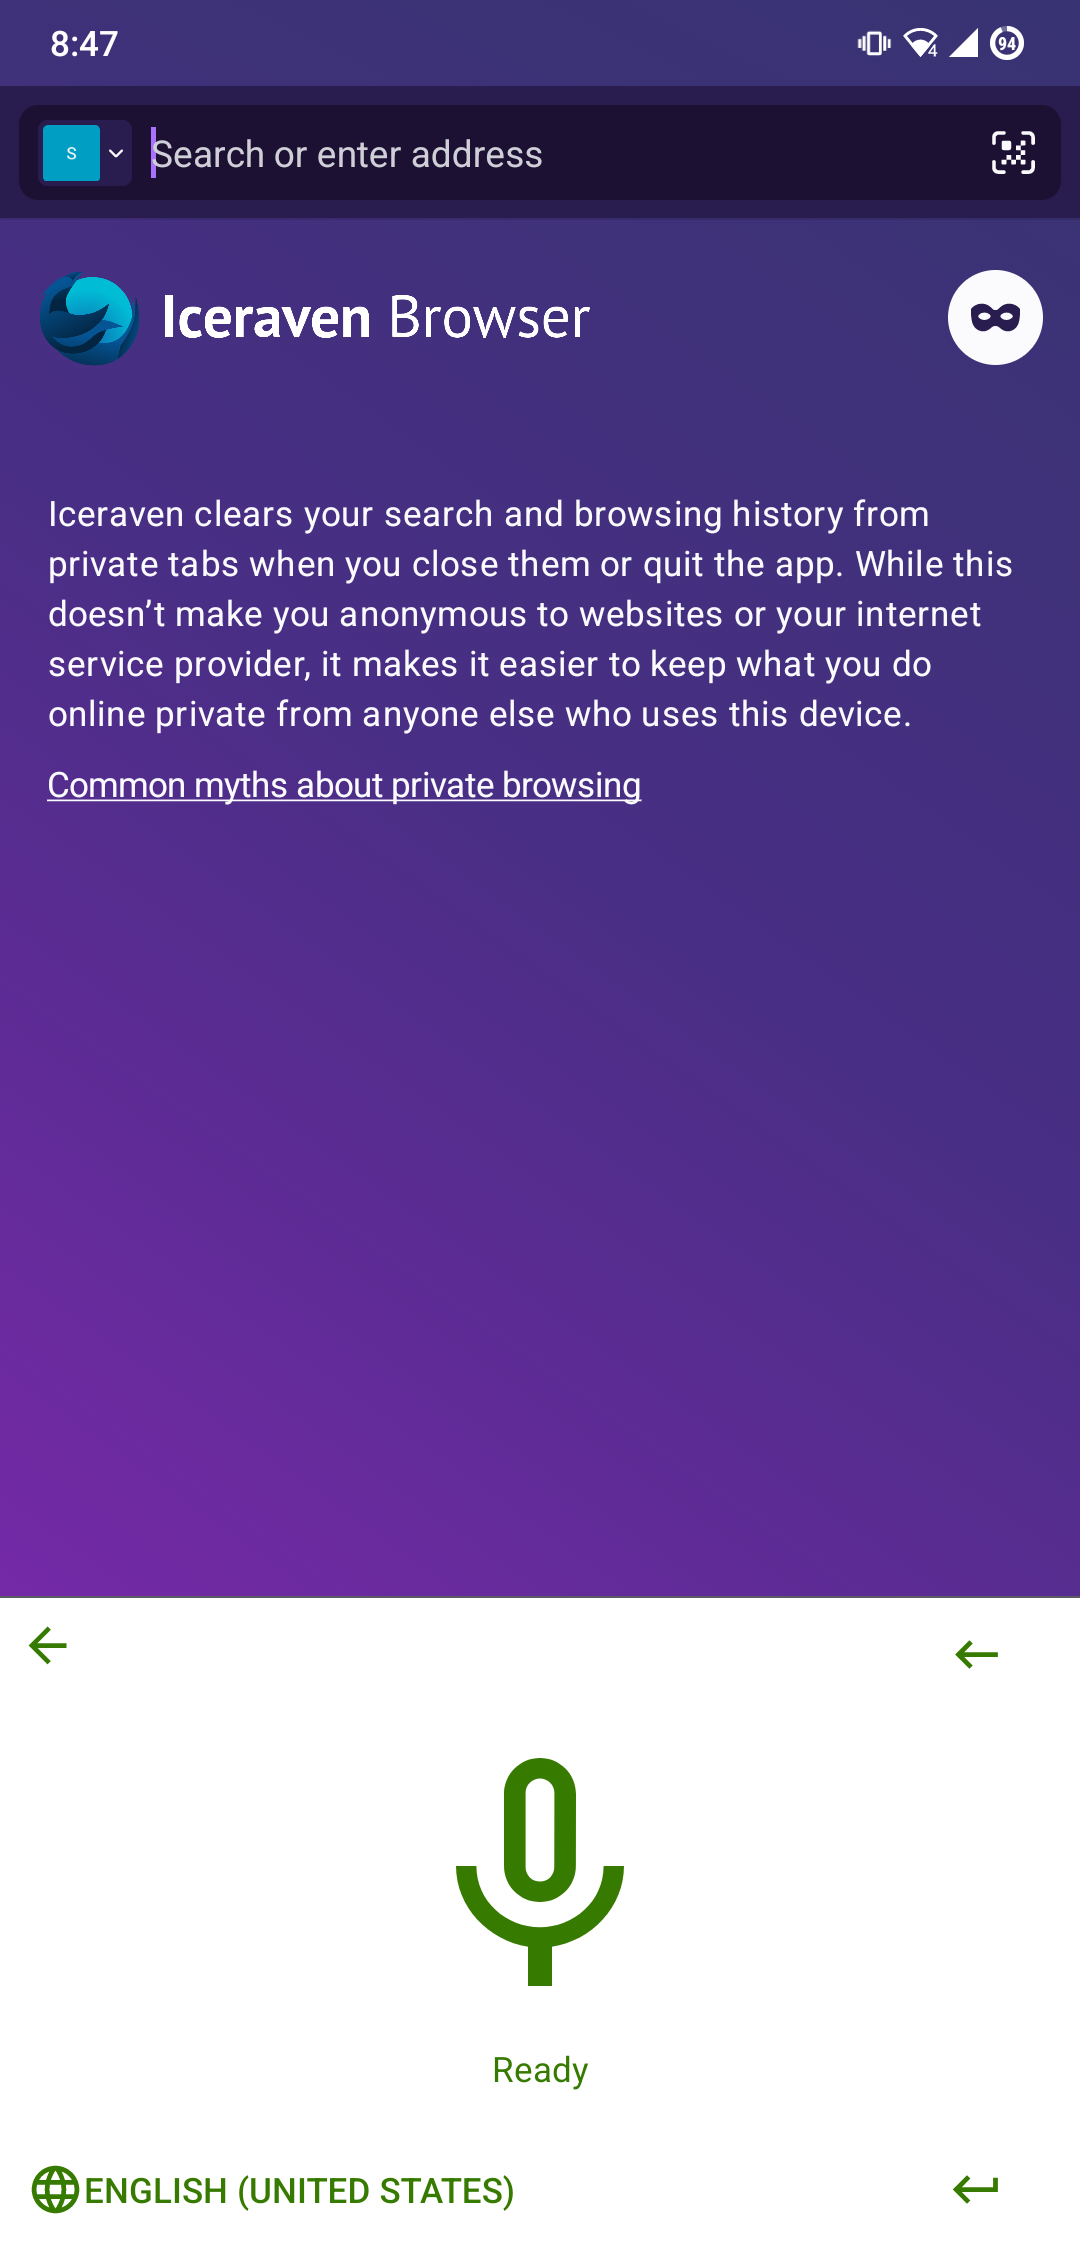 8:47
4
94
S
Search or enter address
Iceraven Browser
Iceraven clears your search and browsing history from
private tabs when you close them or quit the app. While this
doesn’t make you anonymous to websites or your internet
service provider, it makes it easier to keep what you do
online private from anyone else who uses this device.
Common myths about private browsing
Ready
ENGLISH (UNITED STATES)